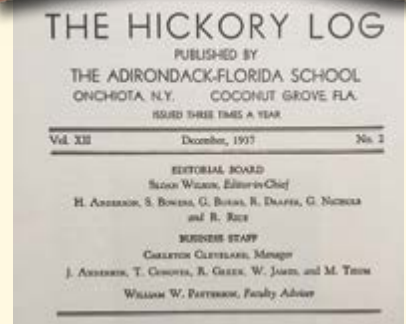 THE HICKORY LOG
PUBLISHED BY
THE ADIRONDACK-FLORIDA SCHOOL
ONCHIOTA, N.Y. COCONUT GROVE, FLA.
ISSUED THREE TIMES A YEAR
Vol. XII December, 1937 No. 2
EDITORIAL BOARD
SLOAN WILSON, Editor-in-Chief
H. ANDERSON, S. BOWERS, G. BURNS, R. DRAPER, G. NICHOLS
and R. RICE
BUSINESS STAFF
CARLETON CLEVELAND, Manager
J. ANDERSON, T. CONOVER, R. GREEN, W. JAMES, and M. THOM
WILLIAM W. PATTERSON, Faculty Adviser